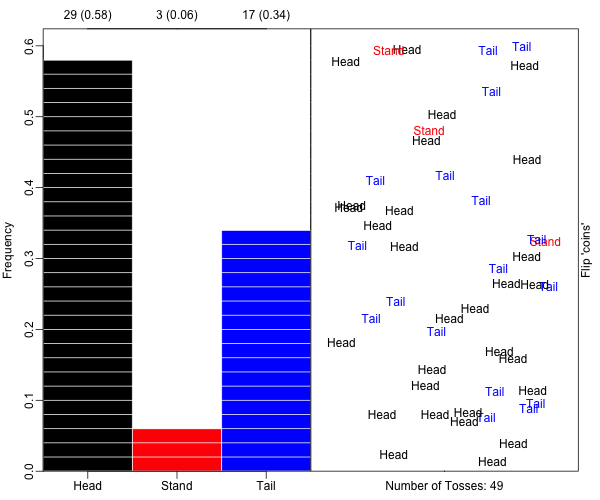 29 (0.58) 3 (0.06) 17 (0.34)
0.6
0.5
0.4
0.3
0.2
0.1
0.0
Frequency
Head Stand Tail
Stand Head Tail Tail
Head Head
Tail
Head
Stand
Head
Head
Tail Tail
Tail
Head Head Head
Head
Tail Head Tail Stand
Head
Tail
Head Head Tail
Tail Head
Tail Head
Tail
Head Head
Head
Head
Head Tail Head
Tail Tail
Head Head Head Tail
Head
Head
Head
Head
Flip 'coins'
Number of Tosses: 49